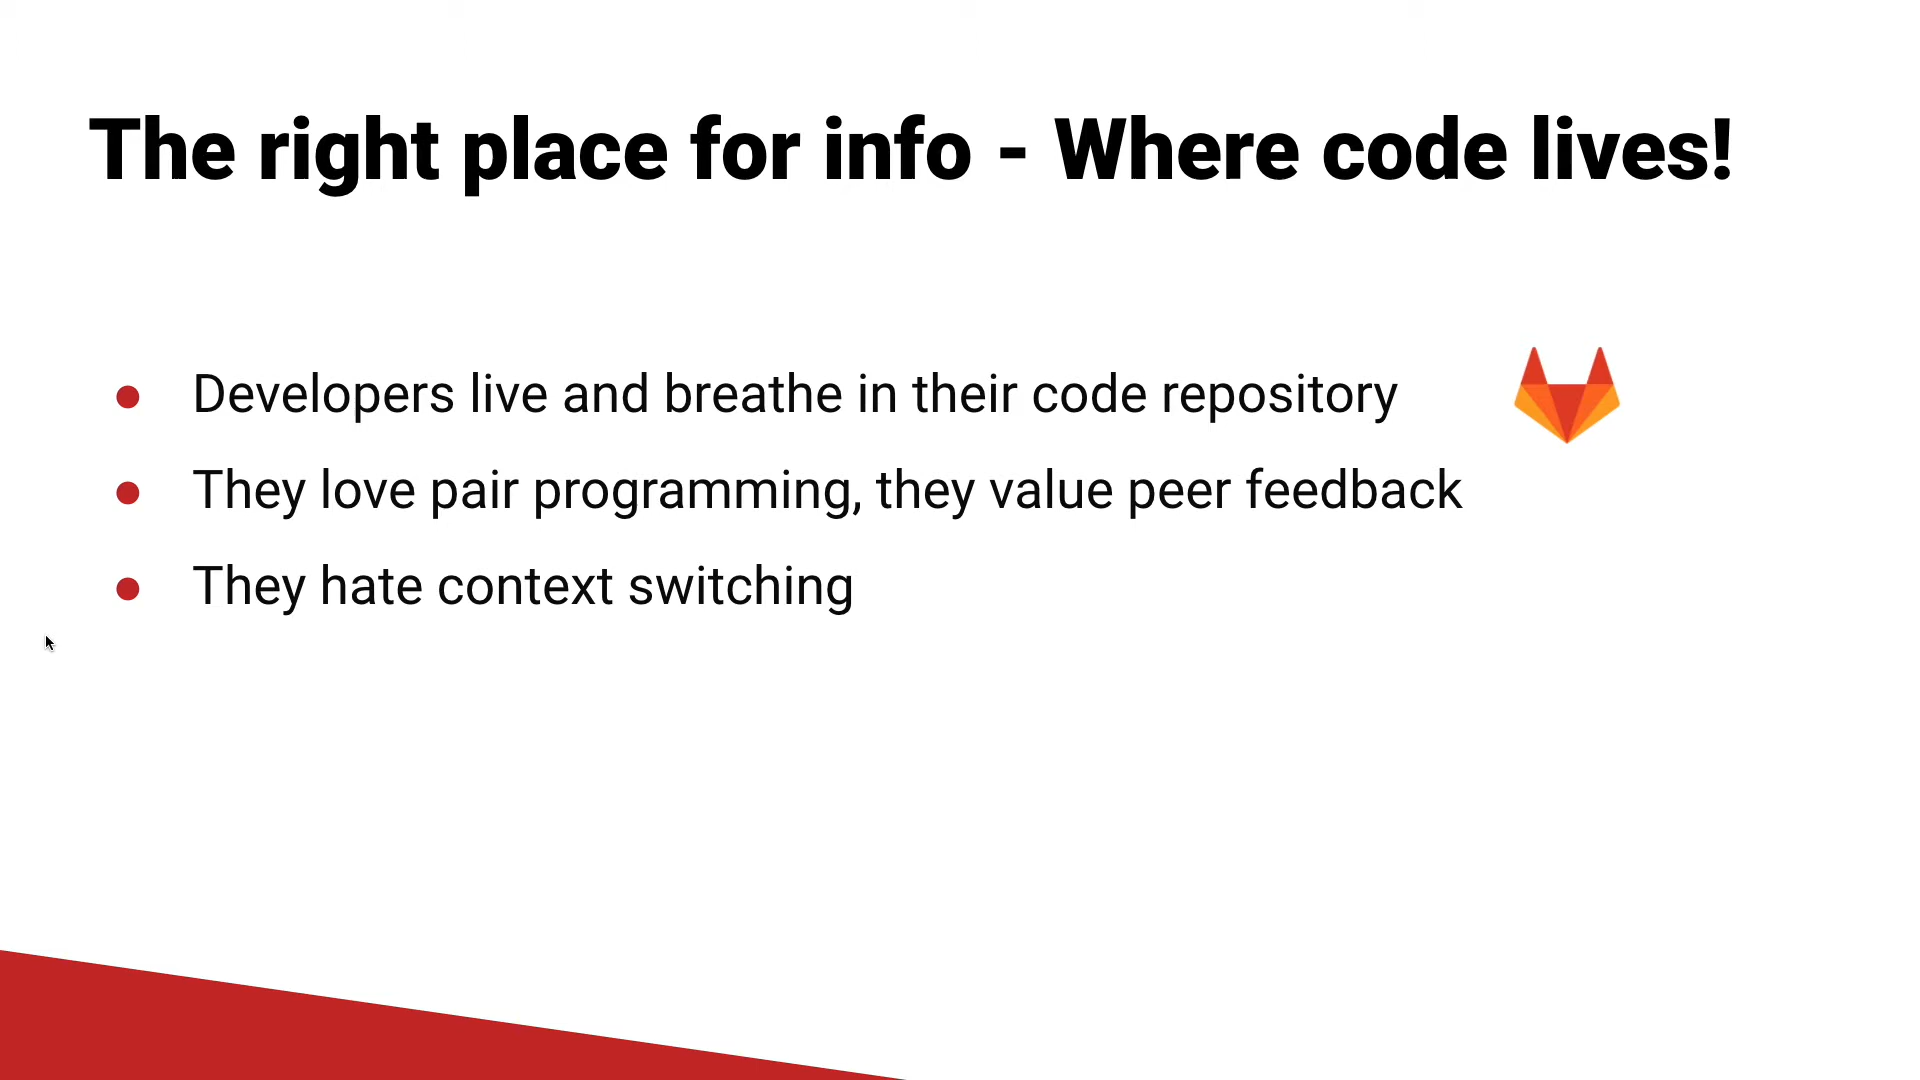 The right place for info - Where code lives!
Developers live and breathe in their code repository
They love pair programming, they value peer feedback
They hate context switching